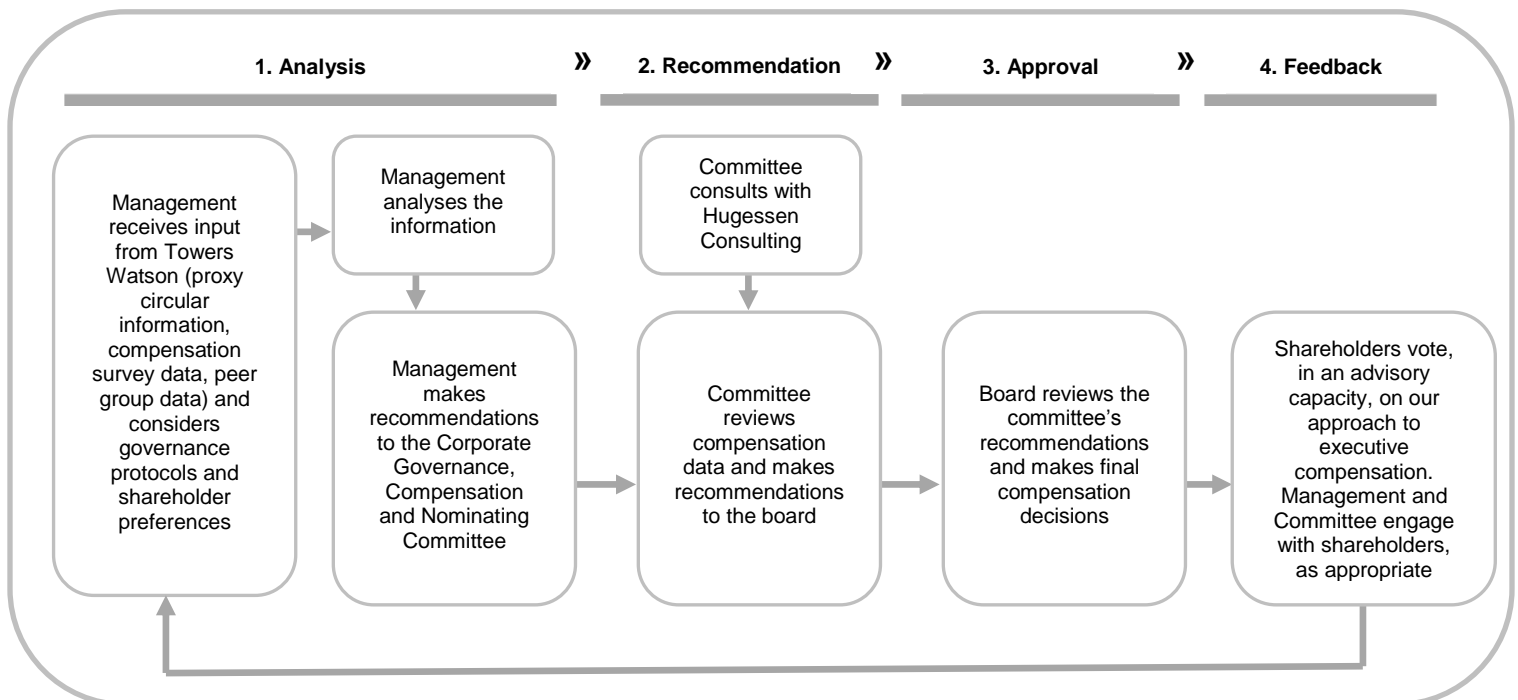 1. Analysis
»
2. Recommendation
»
3. Approval
»
4. Feedback
Management
receives input
from Towers
Watson (proxy
circular
information,
compensation
survey data, peer
group data) and
considers
governance
protocols and
shareholder
preferences
Management
analyses the
information
Management
makes
recommendations
to the Corporate
Governance,
Compensation
and Nominating
Committee
Committee
consults with
Hugessen
Consulting
Committee
reviews
compensation
data and makes
recommendations
to the board
Board reviews the
committee's
recommendations
and makes final
compensation
decisions
Shareholders vote,
in an advisory
capacity, on our
approach to
executive
compensation.
Management and
Committee engage
with shareholders,
as appropriate